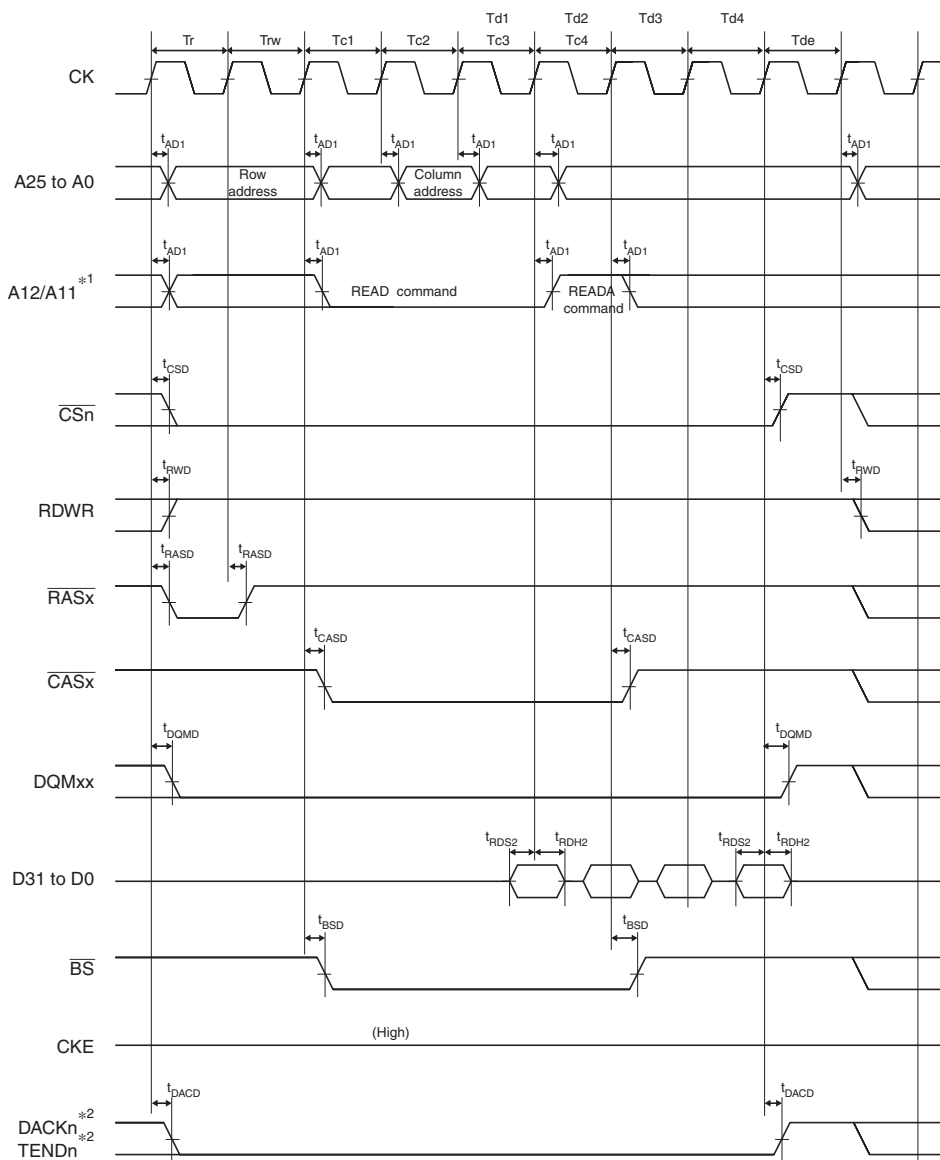 Td1 Td2 Td3 Td4
Tr Trw Tc1 Tc2 Tc3 Tc4 Tde
CK
tAD1 tAD1 tAD1 tAD1 tAD1 tAD1
A25 to A0 Row address Column address
tAD1 tAD1 tAD1 tAD1
A12/A11*1 READ command READA command
tCSD tCSD
CSn
tRWD tRWD
RDWR
tRASD tRASD
RASx
tCASD tCASD
CASx
tDQMD tDQMD
DQMxx
tRDS2 tRDH2 tRDS2 tRDH2
D31 to D0
tBSD tBSD
BS
(High)
CKE
tDACD tDACD
DACKn*2
TENDn*2